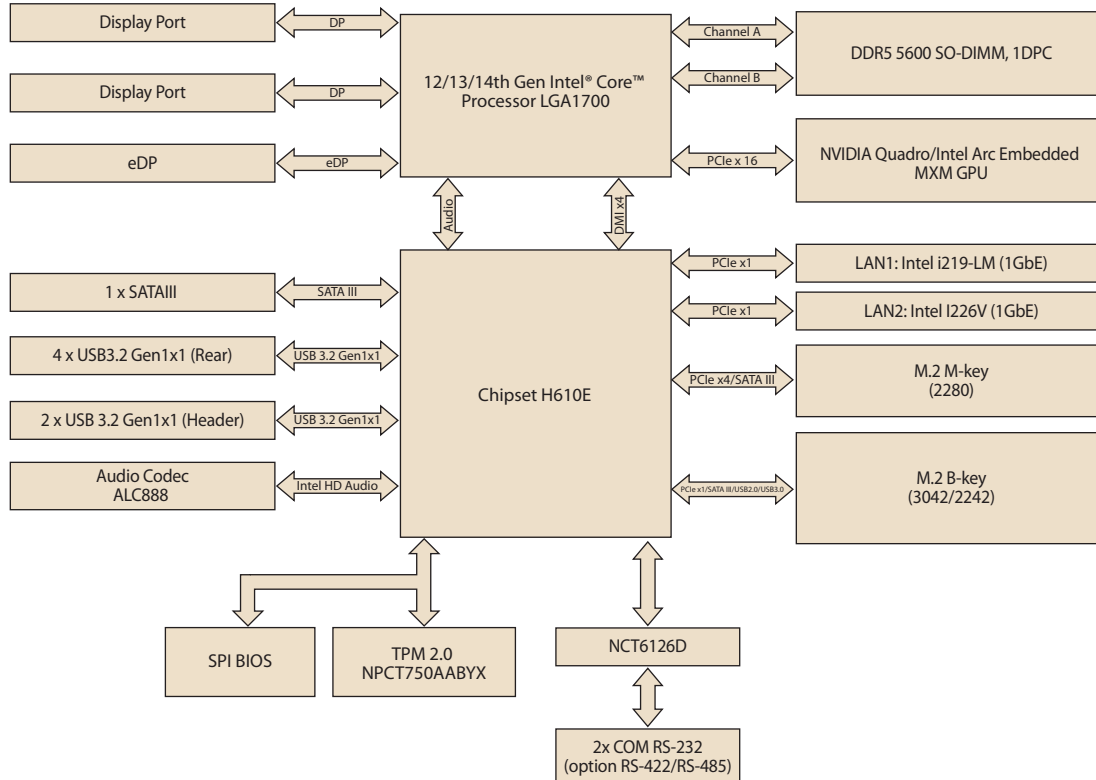 Display Port
DP
Display Port
DP
eDP
eDP
12/13/14th Gen Intel® Core™
Processor LGA1700
Channel A
Channel B
DDR5 5600 SO-DIMM, 1DPC
PCIe x 16
NVIDIA Quadro/Intel Arc Embedded
MXM GPU
Audio
DMI x4
1 x SATAIII
SATA III
4 x USB3.2 Gen1x1 (Rear)
USB 3.2 Gen1x1
2 x USB 3.2 Gen1x1 (Header)
USB 3.2 Gen1x1
Audio Codec
ALC888
Intel HD Audio
Chipset H610E
PCIe x1
LAN1: Intel i219-LM (1GbE)
PCIe x1
LAN2: Intel I226V (1GbE)
PCIe x4/SATA III
M.2 M-key
(2280)
PCIe x1/SATA III/USB2.0/USB3.0
M.2 B-key
(3042/2242)
SPI BIOS
TPM 2.0
NPCT750AABYX
NCT6126D
2x COM RS-232
(option RS-422/RS-485)